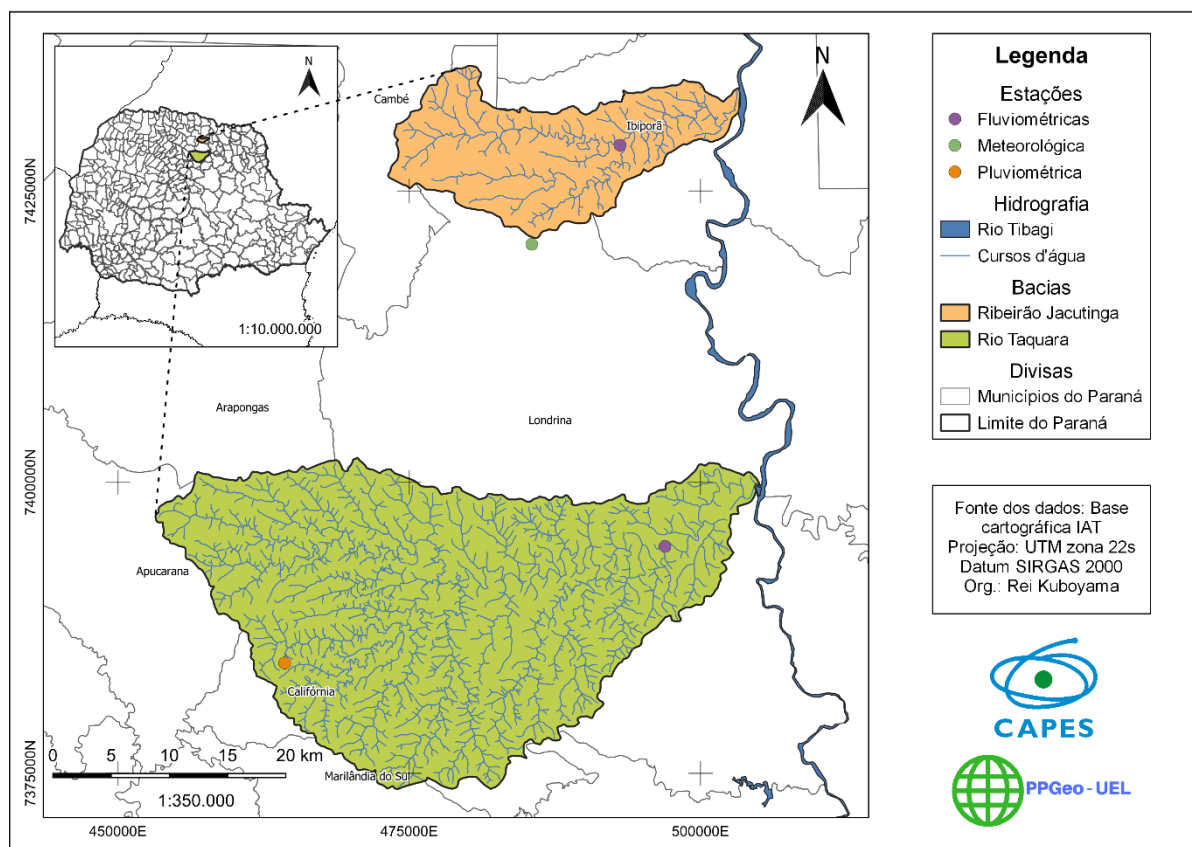 N
1:10.000.000
N
Cambé
Ibiporã
Arapongas
Londrina
Apucarana
Califórnia
Marilândia do Sul
0 5 10 15 20 km
1:350.000
7425000N
7400000N
7375000N
450000E
475000E
500000E
Legenda
Estações
Fluviométricas
Meteorológica
Pluviométrica
Hidrografia
Rio Tibagi
Cursos d'água
Bacias
Ribeirão Jacutinga
Rio Taquara
Divisas
Municípios do Paraná
Limite do Paraná
Fonte dos dados: Base
cartográfica IAT
Projeção: UTM zona 22s
Datum SIRGAS 2000
Org.: Rei Kuboyama
CAPES
PPGeo - UEL